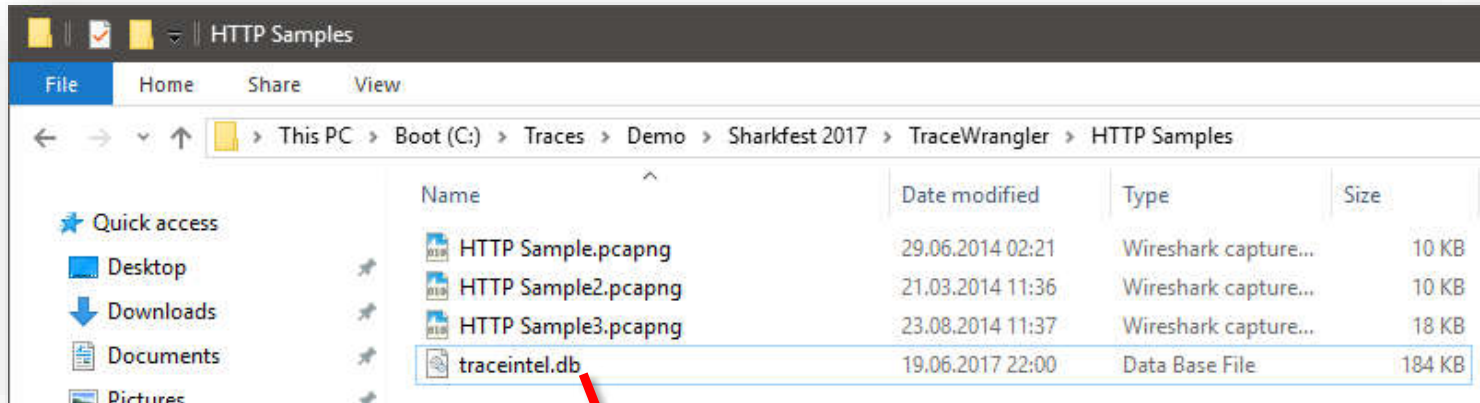 HTTP Samples
File Home Share View
This PC > Boot (C:) > Traces > Demo > Sharkfest 2017 > TraceWrangler > HTTP Samples
Name Date modified Type Size
Quick access
Desktop
Downloads
Documents
Pictures
HTTP Sample.pcapng 29.06.2014 02:21 Wireshark capture... 10 KB
HTTP Sample2.pcapng 21.03.2014 11:36 Wireshark capture... 10 KB
HTTP Sample3.pcapng 23.08.2014 11:37 Wireshark capture... 18 KB
traceintel.db 19.06.2017 22:00 Data Base File 184 KB